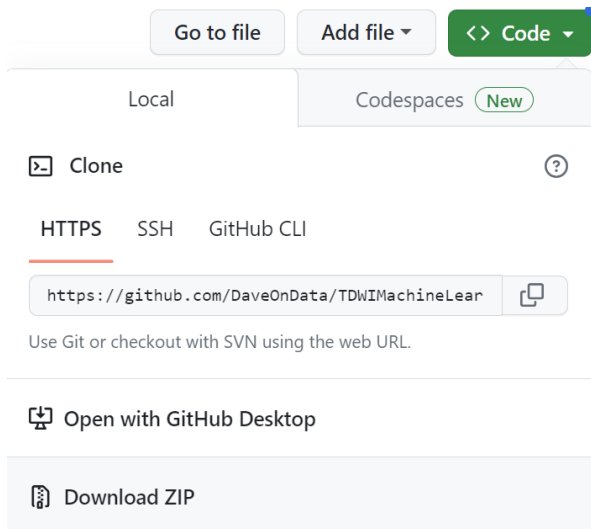 Go to file Add file <> Code
Local Codespaces New
Clone
HTTPS SSH GitHub CLI
https://github.com/DaveOnData/TDWIMachineLear
Use Git or checkout with SVN using the web URL.
Open with GitHub Desktop
Download ZIP